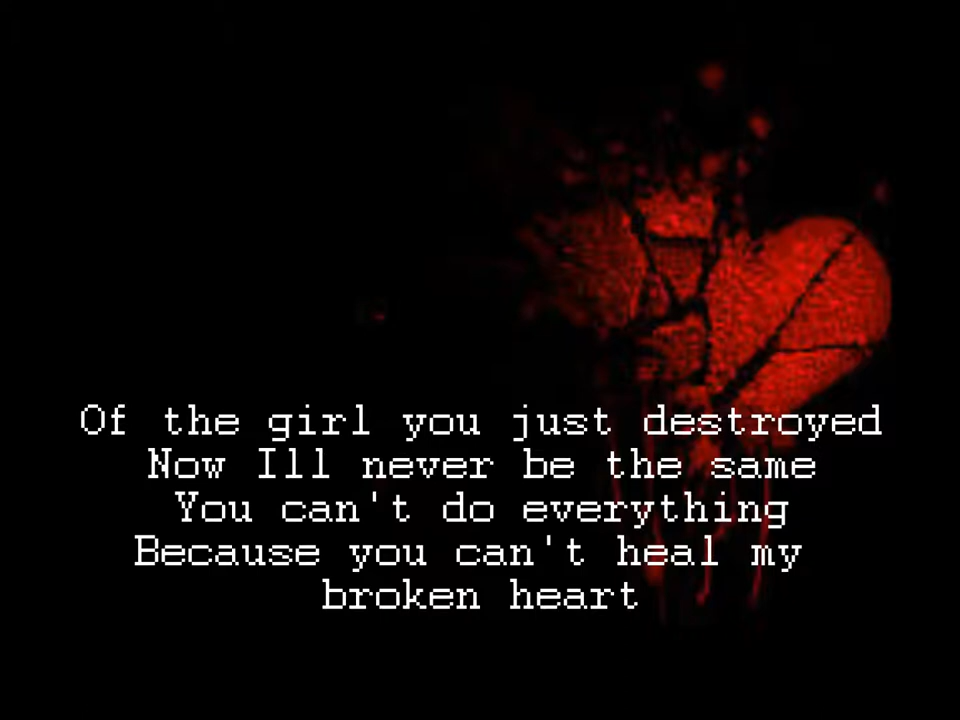 Of the girl you just destroyed
Now Ill never be the same
You can't do everything
Because you can't heal my
broken heart